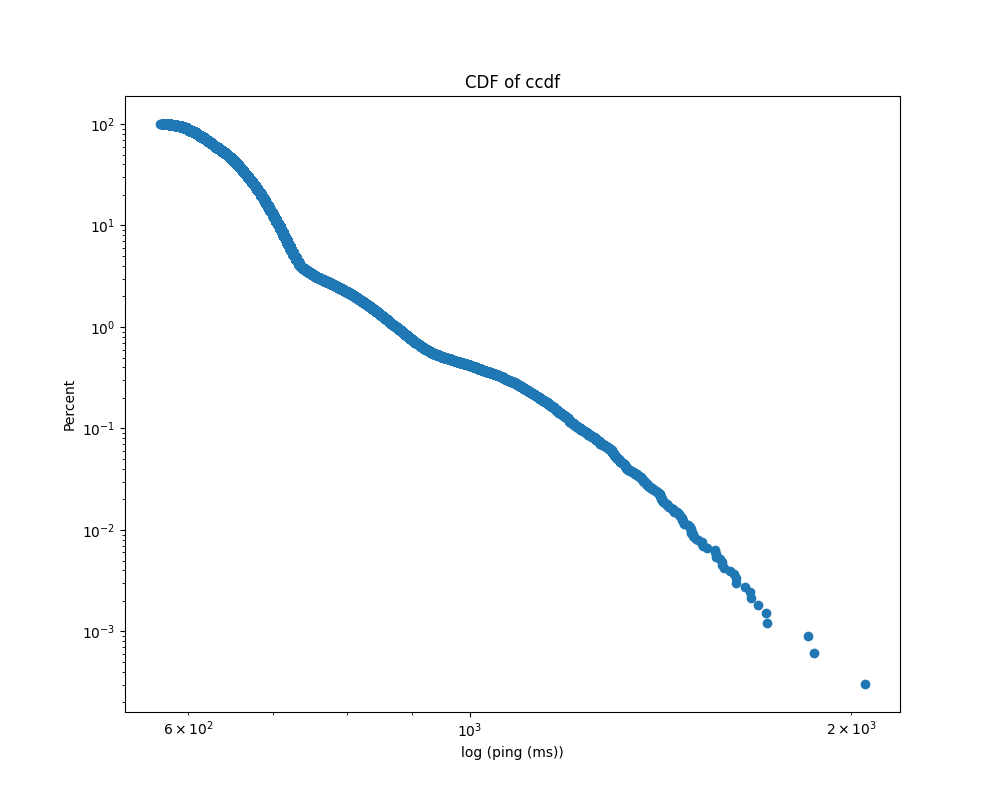 CDF of ccdf
Percent
10²
10¹
10⁰
10⁻¹
10⁻²
10⁻³
6 × 10²
10³
2 × 10³
log (ping (ms))